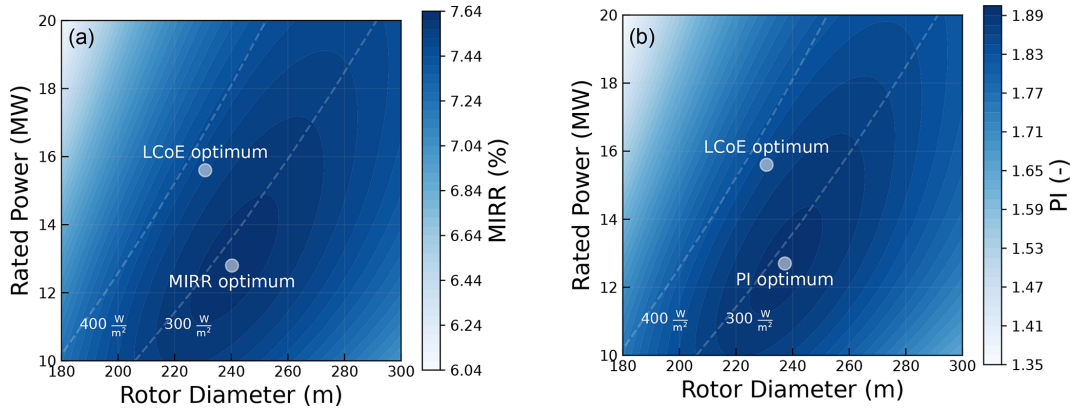 (a)
20
18
16
14
12
10
Rated Power (MW)
LCoE optimum
MIRR optimum
400 W/m²
300 W/m²
180 200 220 240 260 280 300
Rotor Diameter (m)
7.64
7.44
7.24
7.04
6.84
6.64
6.44
6.24
6.04
MIRR (%)
(b)
20
18
16
14
12
10
Rated Power (MW)
LCoE optimum
PI optimum
400 W/m²
300 W/m²
180 200 220 240 260 280 300
Rotor Diameter (m)
1.89
1.83
1.77
1.71
1.65
1.59
1.53
1.47
1.41
1.35
PI (-)